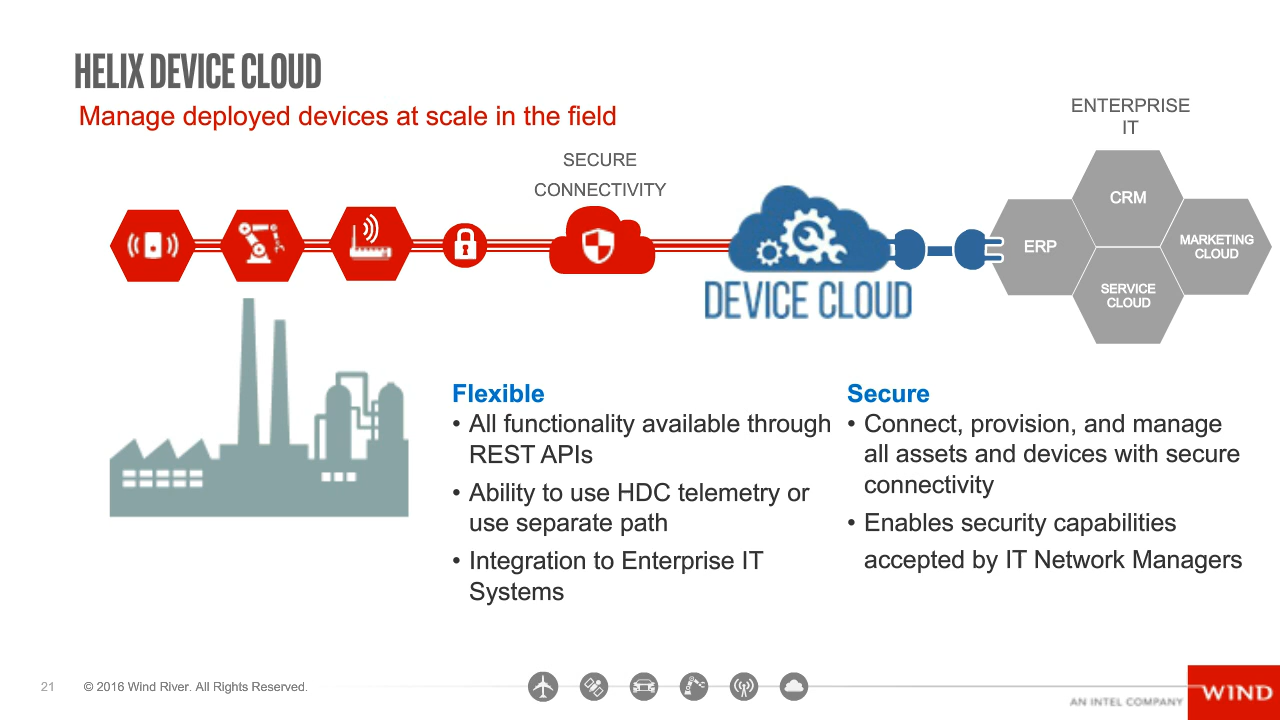 HELIX DEVICE CLOUD
Manage deployed devices at scale in the field
ENTERPRISE
IT
SECURE
CONNECTIVITY
CRM
ERP
MARKETING
CLOUD
SERVICE
CLOUD
DEVICE CLOUD
Flexible
• All functionality available through
REST APIs
• Ability to use HDC telemetry or
use separate path
• Integration to Enterprise IT
Systems
Secure
• Connect, provision, and manage
all assets and devices with secure
connectivity
• Enables security capabilities
accepted by IT Network Managers
21
© 2016 Wind River. All Rights Reserved.
AN INTEL COMPANY
WIND